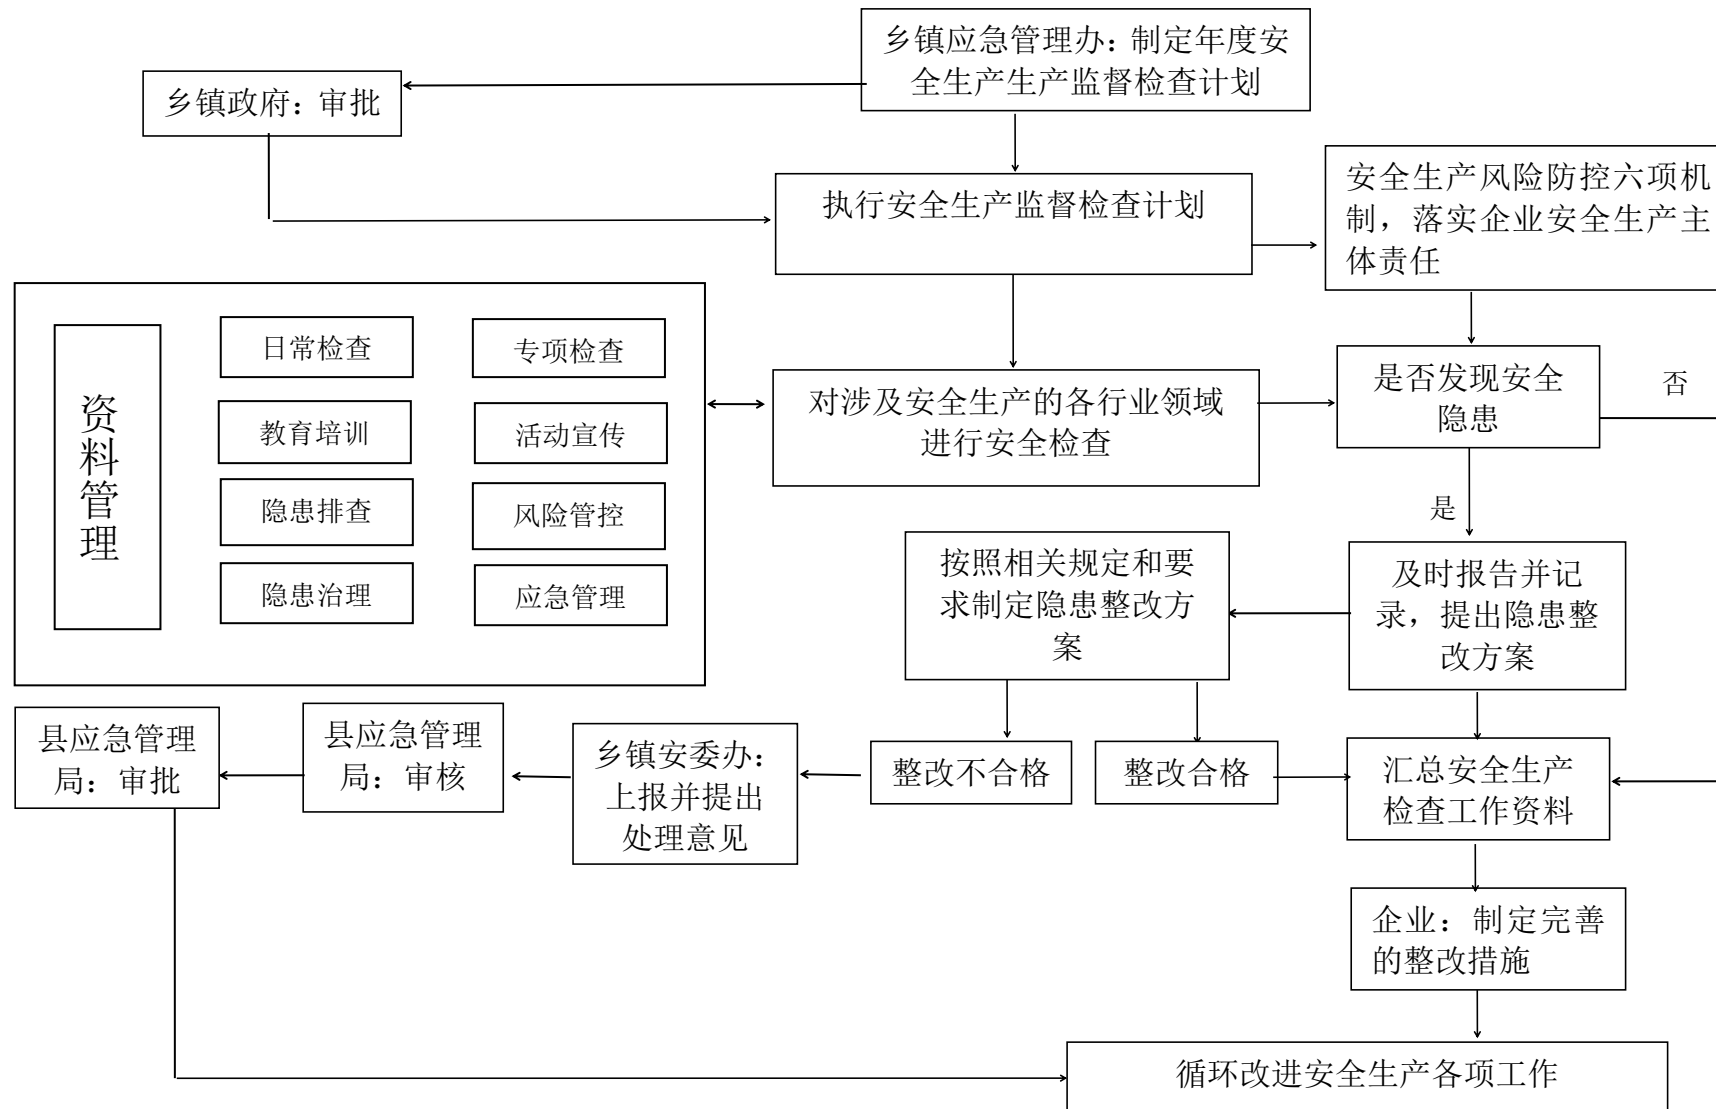 乡镇应急管理办：制定年度安
全生产生产监督检查计划
乡镇政府：审批
执行安全生产监督检查计划
安全生产风险防控六项机
制，落实企业安全生产主
体责任
资料管理
日常检查
专项检查
教育培训
活动宣传
隐患排查
风险管控
隐患治理
应急管理
对涉及安全生产的各行业领域
进行安全检查
是否发现安全
隐患
否
是
及时报告并记
录，提出隐患整
改方案
按照相关规定和要
求制定隐患整改方
案
县应急管理
局：审批
县应急管理
局：审核
乡镇安委办：
上报并提出
处理意见
整改不合格
整改合格
汇总安全生产
检查工作资料
企业：制定完善
的整改措施
循环改进安全生产各项工作